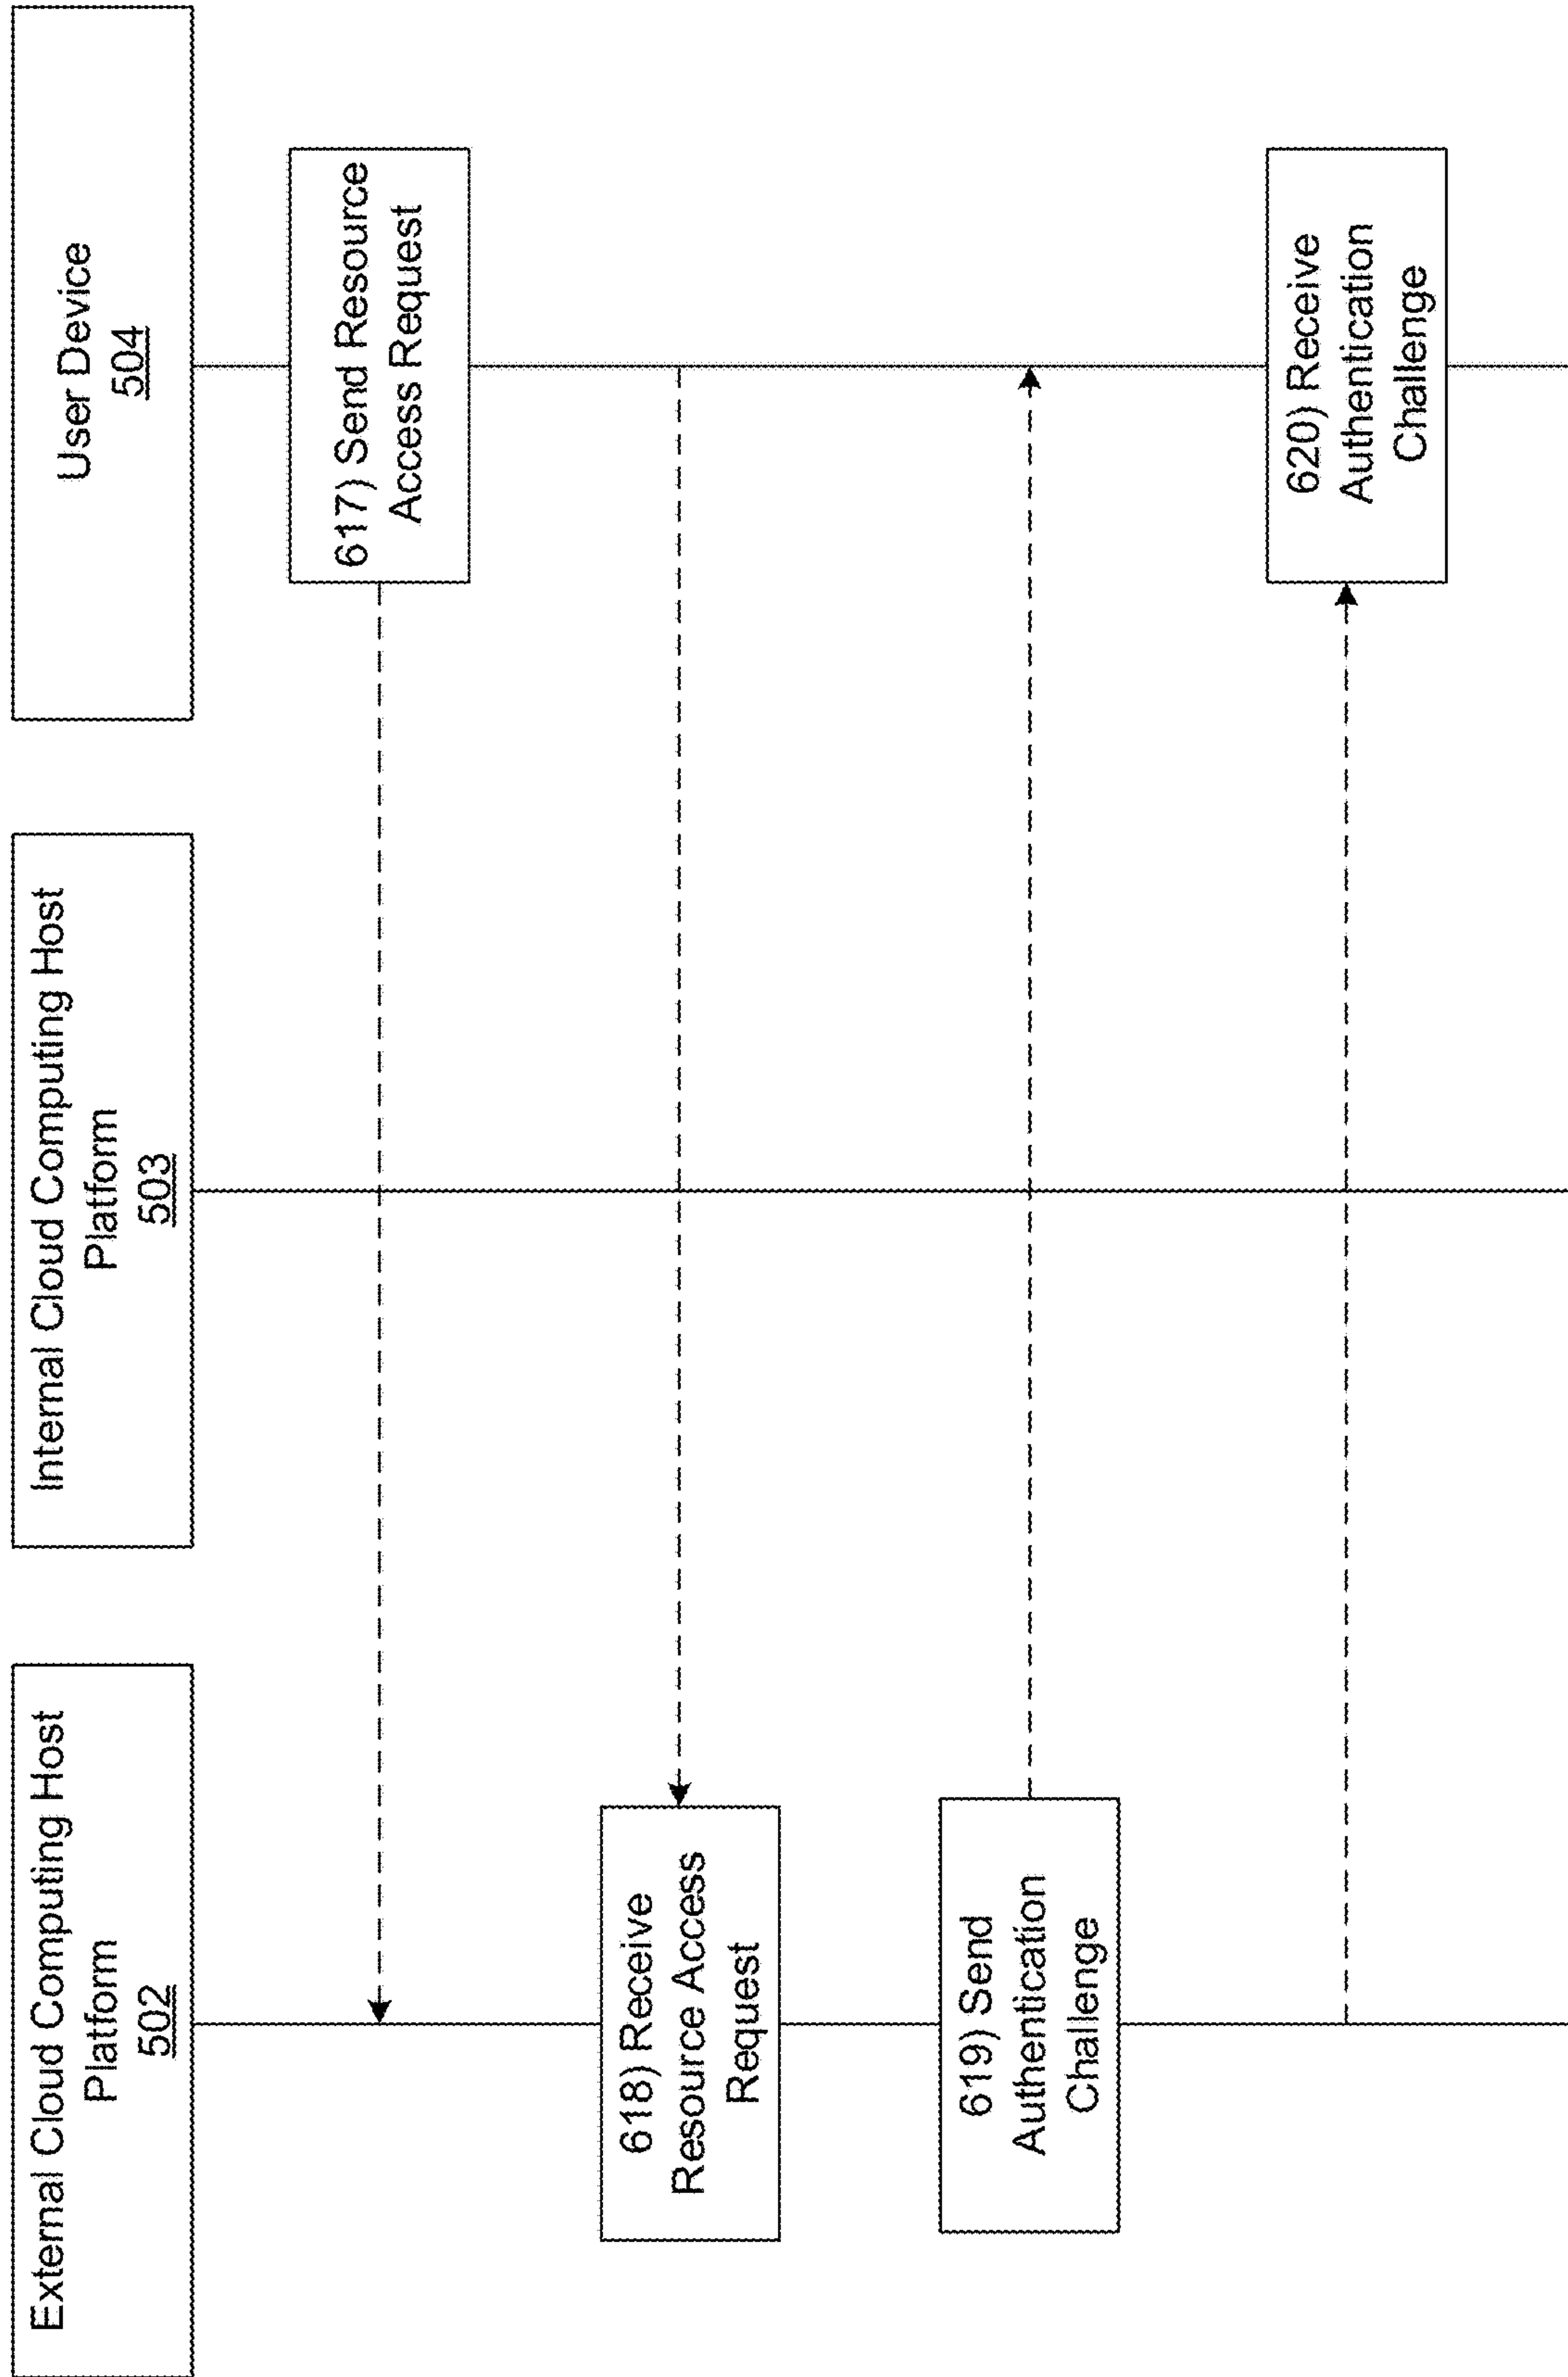 External Cloud Computing Host
Platform
502
Internal Cloud Computing Host
Platform
503
User Device
504
617) Send Resource
Access Request
618) Receive
Resource Access
Request
619) Send
Authentication
Challenge
620) Receive
Authentication
Challenge